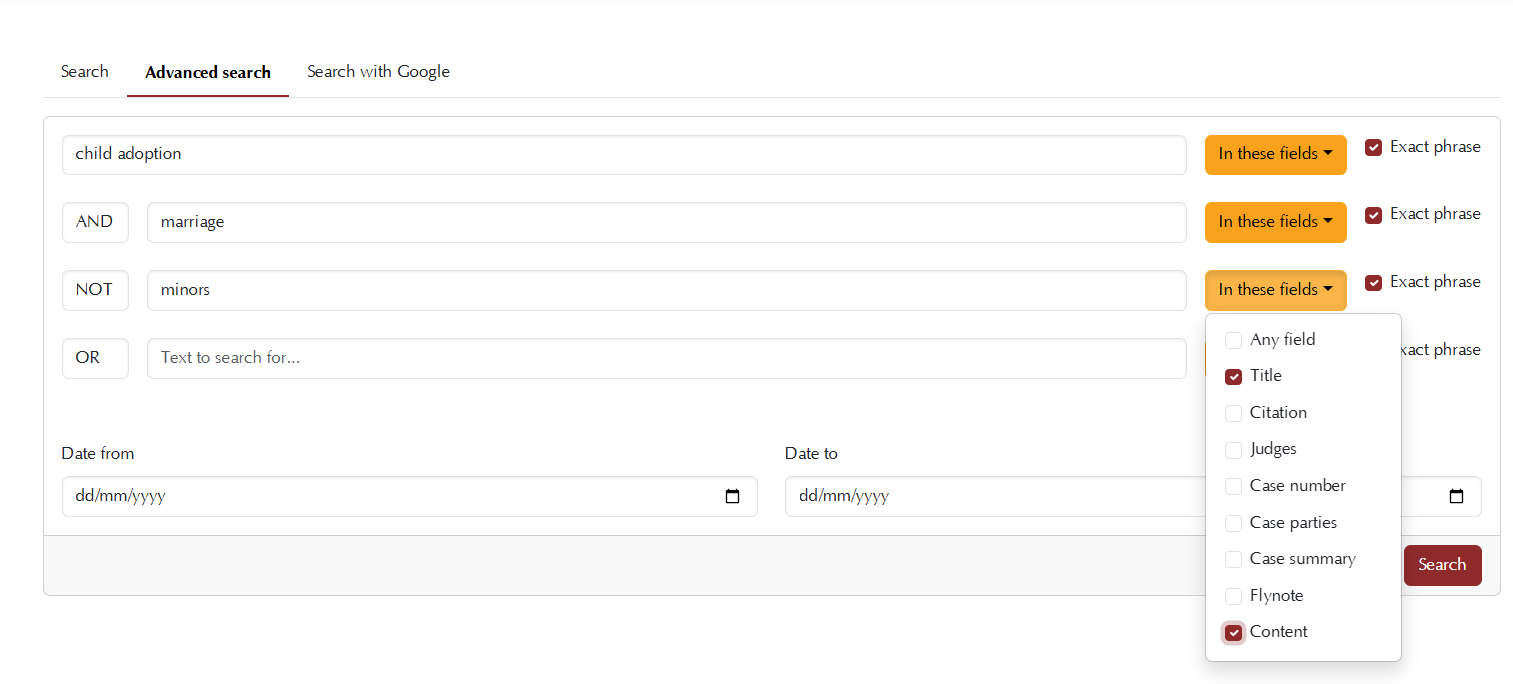 Search Advanced search Search with Google
child adoption In these fields Exact phrase
AND marriage In these fields Exact phrase
NOT minors In these fields Exact phrase
Any field
OR Text to search for... xact phrase
Title
Citation
Judges
Date from Date to
Case number
dd/mm/yyyy dd/mm/yyyy
Case parties
Case summary
Search
Flynote
Content